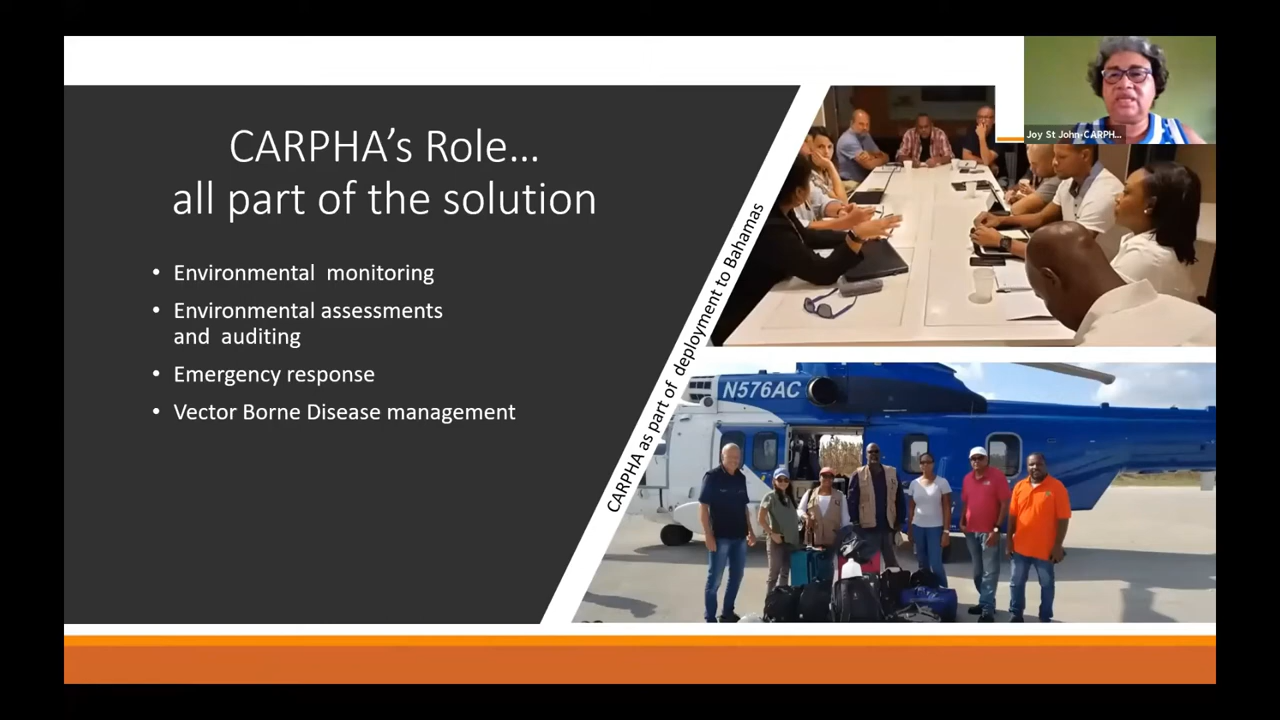 CARPHA's Role...
all part of the solution
• Environmental monitoring
• Environmental assessments
and auditing
• Emergency response
• Vector Borne Disease management
CARPHA as part of deployment to Bahamas
Joy St John-CARPH...
N576AC